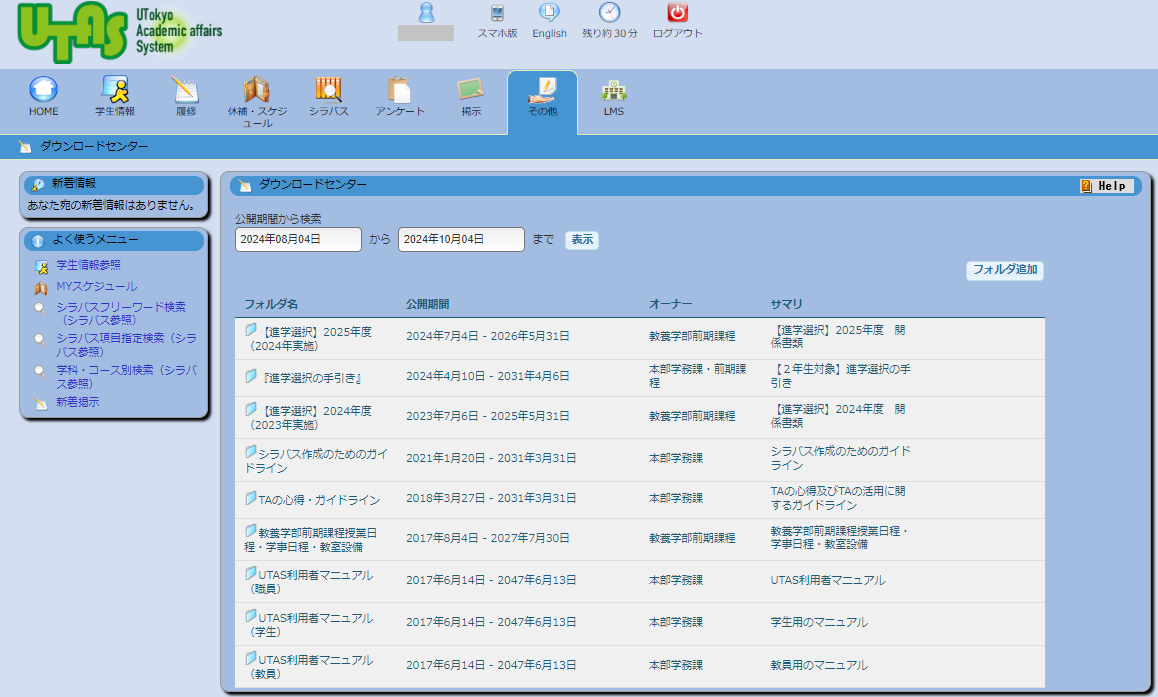 UTAS
UTokyo
Academic affairs
System
スマホ版
English
残り約30分
ログアウト
HOME
学生情報
履修
休補・スケジ
ュール
シラバス
アンケート
掲示
その他
LMS
ダウンロードセンター
新着情報
あなた宛の新着情報はありません。
よく使うメニュー
学生情報参照
MYスケジュール
シラバスフリーワード検索
（シラバス参照）
シラバス項目指定検索（シラ
バス参照）
学科・コース別検索（シラバ
ス参照）
新着掲示
ダウンロードセンター
Help
公開期間から検索
2024年08月04日 から 2024年10月04日 まで 表示
フォルダ追加
フォルダ名 公開期間 オーナー サマリ
【進学選択】2025年度
（2024年実施） 2024年7月4日 - 2026年5月31日 教養学部前期課程 【進学選択】2025年度　関
係書類
『進学選択の手引き』 2024年4月10日 - 2031年4月6日 本部学務課・前期課
程 【２年生対象】進学選択の手
引き
【進学選択】2024年度
（2023年実施） 2023年7月6日 - 2025年5月31日 教養学部前期課程 【進学選択】2024年度　関
係書類
シラバス作成のためのガイ
ドライン 2021年1月20日 - 2031年3月31日 本部学務課 シラバス作成のためのガイド
ライン
TAの心得・ガイドライン 2018年3月27日 - 2031年3月31日 本部学務課 TAの心得及びTAの活用に関
するガイドライン
教養学部前期課程授業日
程・学事日程・教室設備 2017年8月4日 - 2027年7月30日 教養学部前期課程 教養学部前期課程授業日程・
学事日程・教室設備
UTAS利用者マニュアル
（職員） 2017年6月14日 - 2047年6月13日 本部学務課 UTAS利用者マニュアル
UTAS利用者マニュアル
（学生） 2017年6月14日 - 2047年6月13日 本部学務課 学生用のマニュアル
UTAS利用者マニュアル
（教員） 2017年6月14日 - 2047年6月13日 本部学務課 教員用のマニュアル